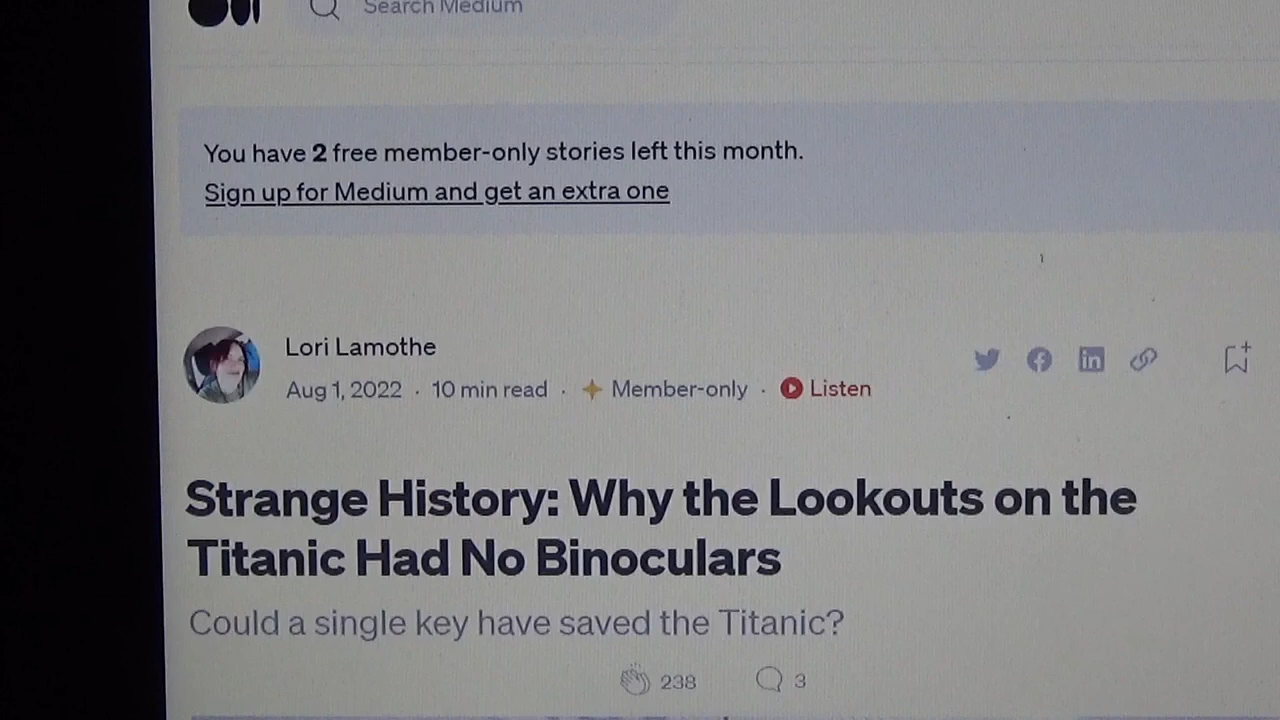 Search Medium
You have 2 free member-only stories left this month.
Sign up for Medium and get an extra one
Lori Lamothe
Aug 1, 2022 · 10 min read · Member-only · Listen
Strange History: Why the Lookouts on the
Titanic Had No Binoculars
Could a single key have saved the Titanic?
238 3